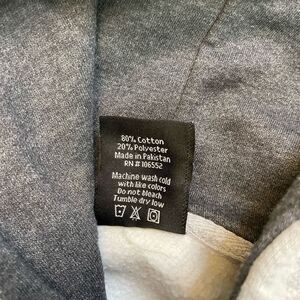 80% Cotton
20% Polyester
Made in Pakistan
RN # 106552
Machine wash cold
with like colors
Do not bleach
Tumble dry low